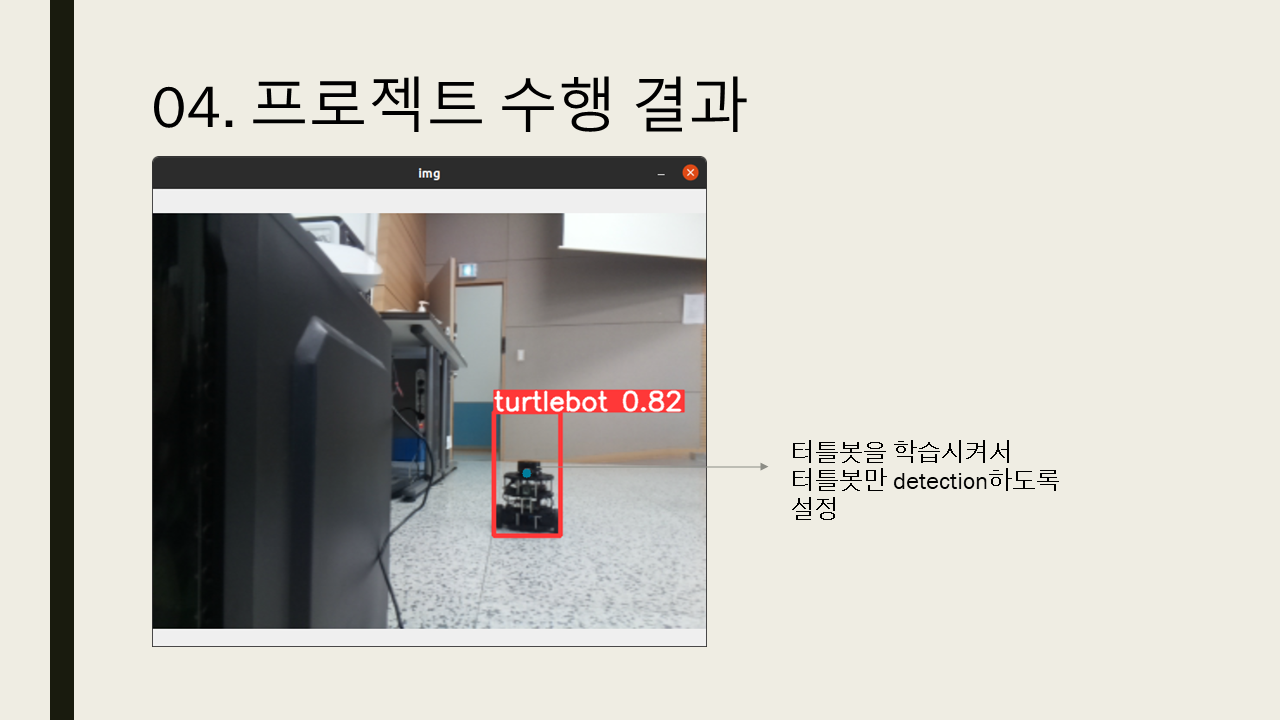 04. 프로젝트 수행 결과
img
turtlebot 0.82
터틀봇을 학습시켜서
터틀봇만 detection하도록
설정